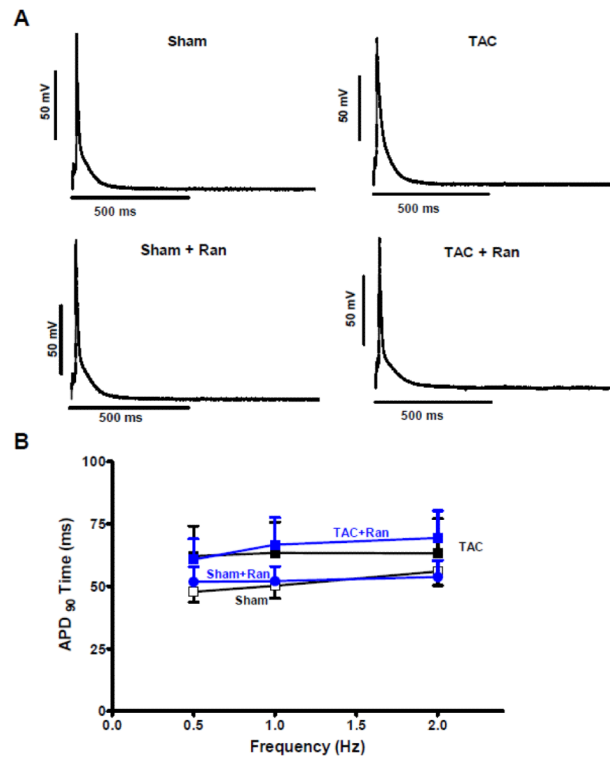 A
Sham
TAC
50 mV
50 mV
500 ms
500 ms
Sham + Ran
TAC + Ran
50 mV
50 mV
500 ms
500 ms
B
100
75
50
25
0
APD 90 Time (ms)
TAC+Ran
TAC
Sham+Ran
Sham
0.0 0.5 1.0 1.5 2.0
Frequency (Hz)